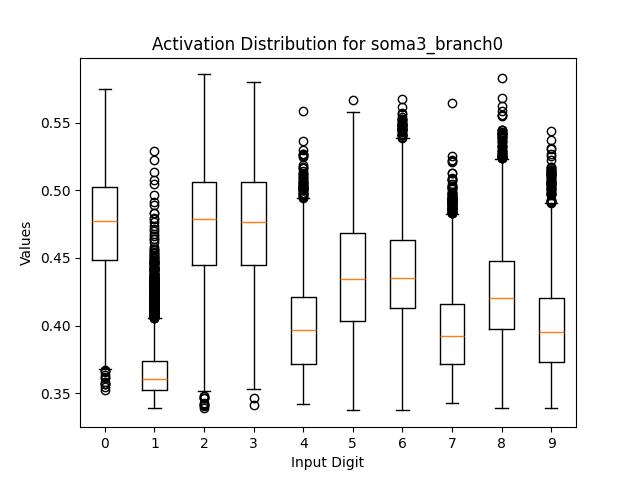 Activation Distribution for soma3_branch0
Values
0.55
0.50
0.45
0.40
0.35
0 1 2 3 4 5 6 7 8 9
Input Digit